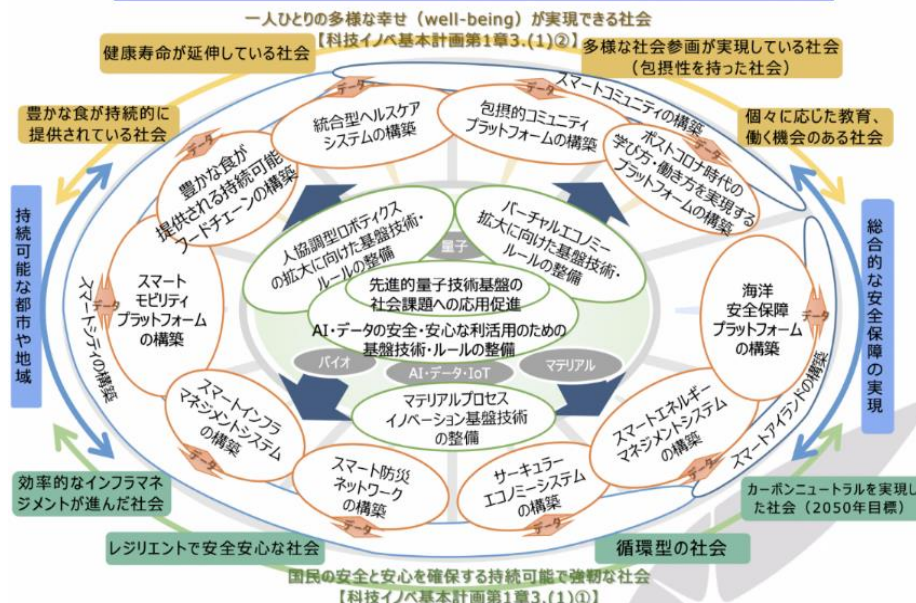 一人ひとりの多様な幸せ（well-being）が実現できる社会
【科技イノベ基本計画第1章3.(1)②】
健康寿命が延伸している社会
多様な社会参画が実現している社会
（包摂性を持った社会）
豊かな食が持続的に
提供されている社会
個々に応じた教育、
働く機会のある社会
持続可能な都市や地域
総合的な安全保障の実現
スマートコミュニティの構築
データ
統合型ヘルスケア
システムの構築
データ
包摂的コミュニティ
プラットフォームの構築
データ
ポストコロナ時代の
学び方・働き方を実現する
プラットフォームの構築
データ
豊かな食が
提供される持続可能
フードチェーンの構築
人協調型ロボティクス
の拡大に向けた基盤技術・
ルールの整備
バーチャルエコノミー
拡大に向けた基盤技術・
ルールの整備
量子
先進的量子技術基盤の
社会課題への応用促進
AI・データの安全・安心な利活用のための
基盤技術・ルールの整備
バイオ
AI・データ・IoT
マテリアル
マテリアルプロセス
イノベーション基盤技術
の整備
スマートシティの構築
データ
スマート
モビリティ
プラットフォーム
の構築
海洋
安全保障
プラットフォーム
の構築
データ
スマートアイランドの構築
スマートインフラ
マネジメントシステム
の構築
データ
スマート防災
ネットワーク
の構築
データ
サーキュラー
エコノミーシステム
の構築
データ
スマートエネルギー
マネジメントシステム
の構築
データ
効率的なインフラマネ
ジメントが進んだ社会
カーボンニュートラルを実現し
た社会（2050年目標）
レジリエントで安全安心な社会
循環型の社会
国民の安全と安心を確保する持続可能で強靭な社会
【科技イノベ基本計画第1章3.(1)①】